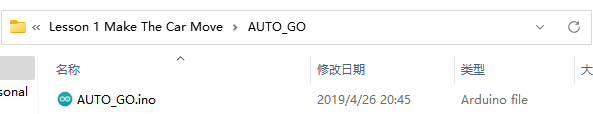 « Lesson 1 Make The Car Move > AUTO_GO
名称 修改日期 类型 大
sonal
AUTO_GO.ino 2019/4/26 20:45 Arduino file